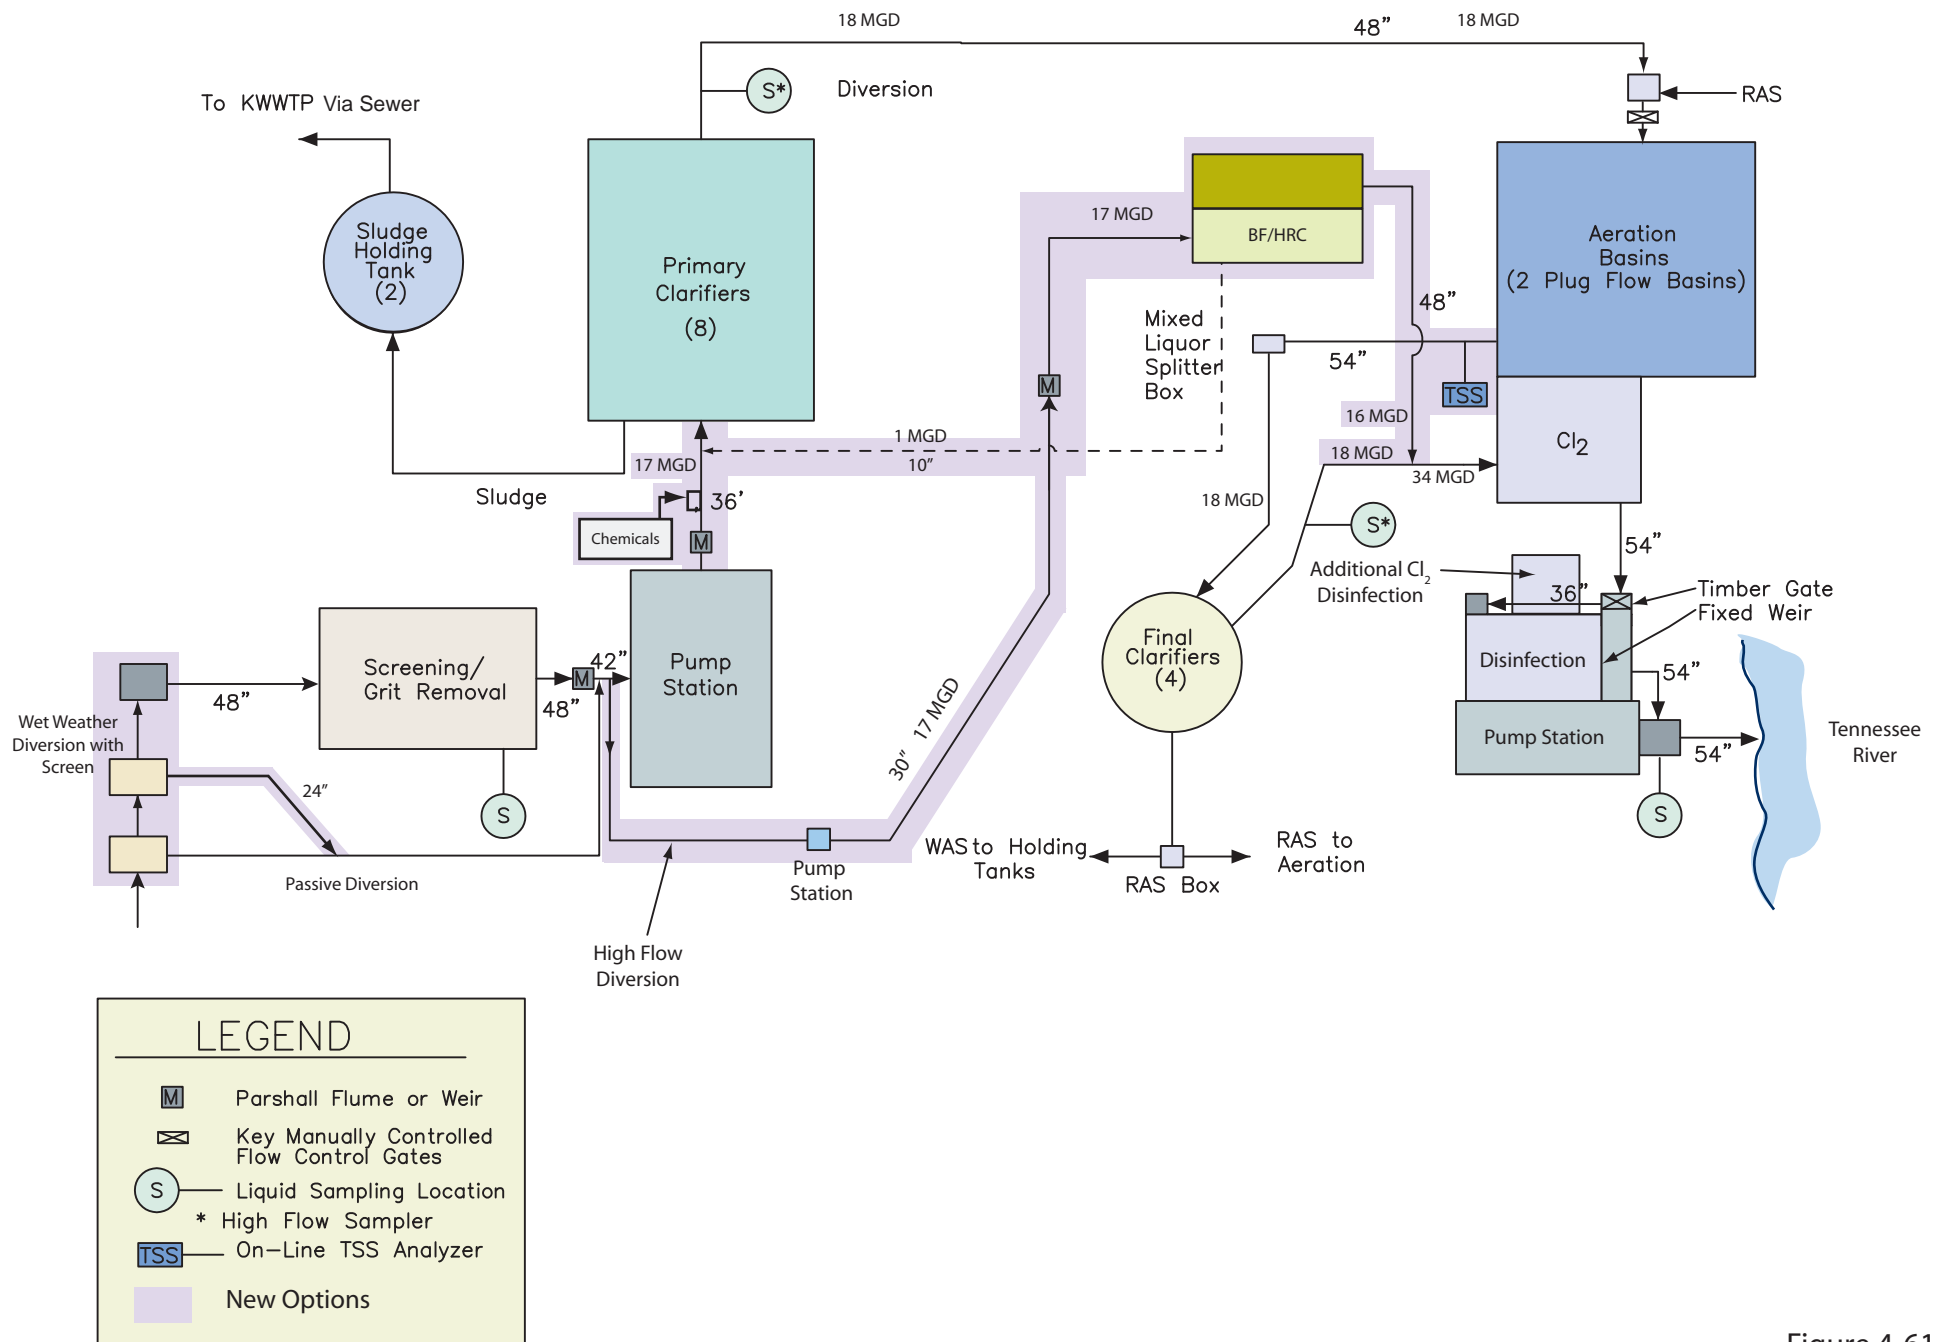 18 MGD
48”
18 MGD
S*
Diversion
RAS
To KWWTP Via Sewer
Sludge
Holding
Tank
(2)
Primary
Clarifiers
(8)
17 MGD
BF/HRC
Aeration
Basins
(2 Plug Flow Basins)
48”
Mixed
Liquor
Splitter
Box
54”
TSS
M
16 MGD
1 MGD
10”
17 MGD
18 MGD
34 MGD
Cl2
Sludge
36’
18 MGD
S*
Chemicals
M
54”
Additional Cl2
Disinfection
36”
Timber Gate
Fixed Weir
Screening/
Grit Removal
M
42”
48”
Pump
Station
Final
Clarifiers
(4)
Disinfection
54”
48”
Wet Weather
Diversion with
Screen
24”
S
30” 17 MGD
Pump Station
54”
Tennessee
River
S
Passive Diversion
Pump
Station
WAS to Holding
Tanks
RAS to
Aeration
RAS Box
High Flow
Diversion
LEGEND
M
Parshall Flume or Weir
Key Manually Controlled
Flow Control Gates
S
Liquid Sampling Location
* High Flow Sampler
TSS
On-Line TSS Analyzer
New Options
Figure 4.61